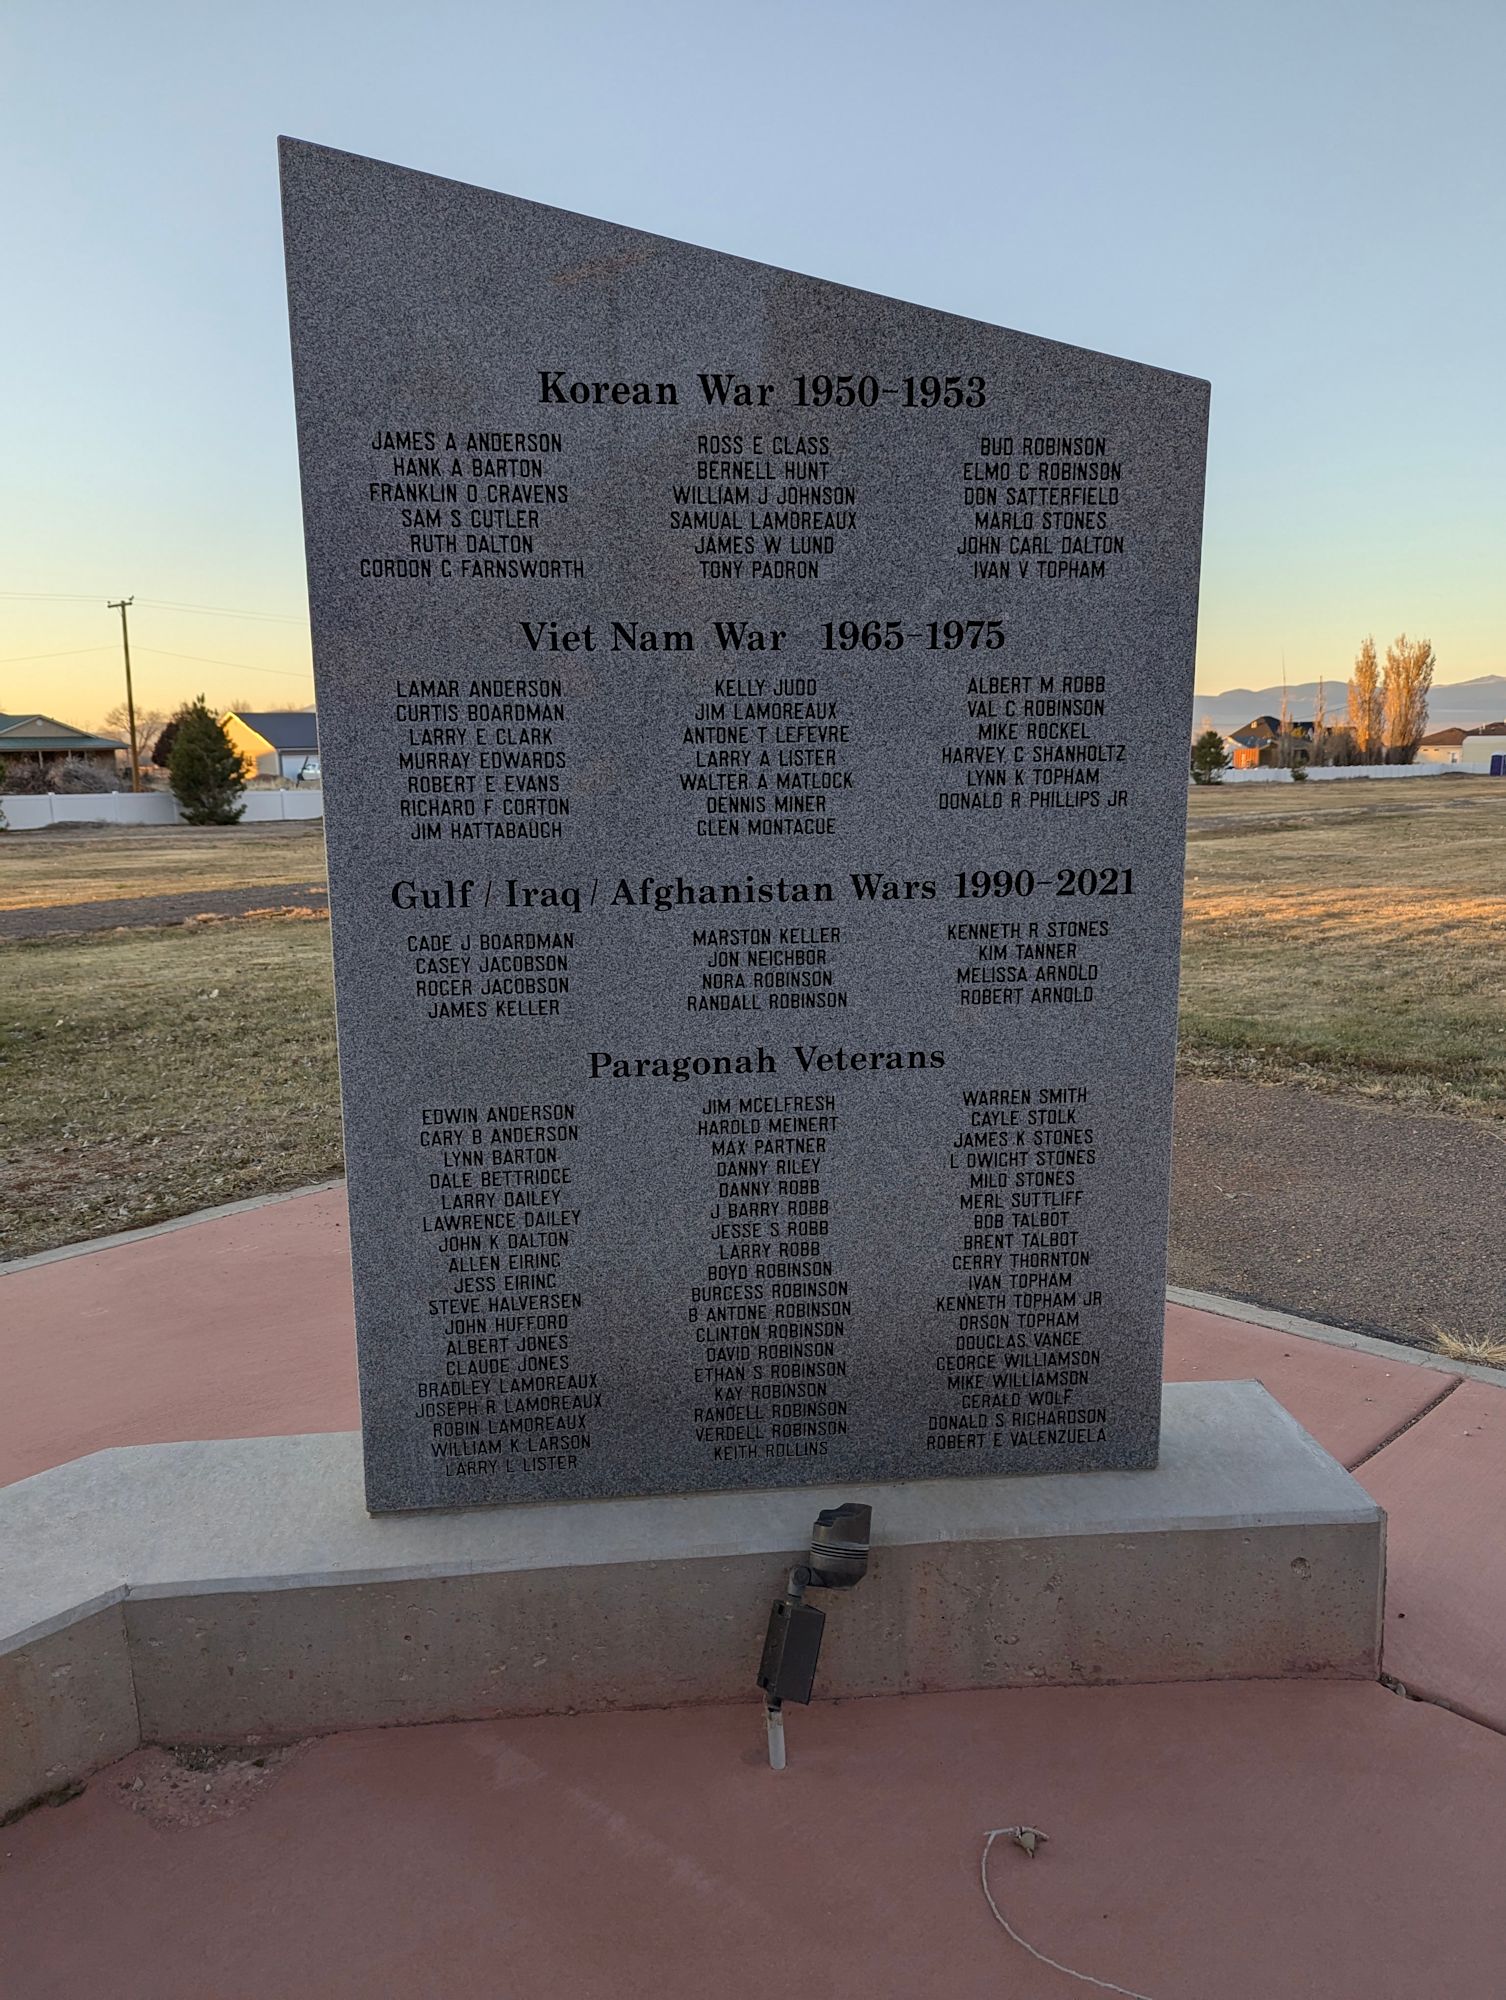 Korean War 1950-1953
JAMES A ANDERSON
HANK A BARTON
FRANKLIN D CRAVENS
SAM S CUTLER
RUTH DALTON
GORDON C FARNSWORTH
ROSS E GLASS
BERNELL HUNT
WILLIAM J JOHNSON
SAMUAL LAMOREAUX
JAMES W LUND
TONY PADRON
BUD ROBINSON
ELMO C ROBINSON
DON SATTERFIELD
MARLO STONES
JOHN CARL DALTON
IVAN V TOPHAM
Viet Nam War 1965-1975
LAMAR ANDERSON
CURTIS BOARDMAN
LARRY E CLARK
MURRAY EDWARDS
ROBERT E EVANS
RICHARD F GORTON
JIM HATTABAUGH
KELLY JUDD
JIM LAMOREAUX
ANTONE T LEFEVRE
LARRY A LISTER
WALTER A MATLOCK
DENNIS MINER
GLEN MONTAGUE
ALBERT M ROBB
VAL C ROBINSON
MIKE ROCKEL
HARVEY G SHANHOLTZ
LYNN K TOPHAM
DONALD R PHILLIPS JR
Gulf / Iraq / Afghanistan Wars 1990-2021
CADE J BOARDMAN
CASEY JACOBSON
ROGER JACOBSON
JAMES KELLER
MARSTON KELLER
JON NEIGHBOR
NORA ROBINSON
RANDALL ROBINSON
KENNETH R STONES
KIM TANNER
MELISSA ARNOLD
ROBERT ARNOLD
Paragonah Veterans
EDWIN ANDERSON
GARY B ANDERSON
LYNN BARTON
DALE BETTRIDGE
LARRY DAILEY
LAWRENCE DAILEY
JOHN K DALTON
ALLEN EIRING
JESS EIRING
STEVE HALVERSEN
JOHN HUFFORD
ALBERT JONES
CLAUDE JONES
BRADLEY LAMOREAUX
JOSEPH R LAMOREAUX
ROBIN LAMOREAUX
WILLIAM K LARSON
LARRY L LISTER
JIM MCELFRESH
HAROLD MEINERT
MAX PARTNER
DANNY RILEY
DANNY ROBB
J BARRY ROBB
JESSE S ROBB
LARRY ROBB
BOYD ROBINSON
BURGESS ROBINSON
B ANTONE ROBINSON
CLINTON ROBINSON
DAVID ROBINSON
ETHAN S ROBINSON
KAY ROBINSON
RANDELL ROBINSON
VERDELL ROBINSON
KEITH ROLLINS
WARREN SMITH
GAYLE STOLK
JAMES K STONES
L DWIGHT STONES
MILO STONES
MERL SUTTLIFF
BOB TALBOT
BRENT TALBOT
GERRY THORNTON
IVAN TOPHAM
KENNETH TOPHAM JR
ORSON TOPHAM
DOUGLAS VANCE
GEORGE WILLIAMSON
MIKE WILLIAMSON
GERALD WOLF
DONALD S RICHARDSON
ROBERT E VALENZUELA